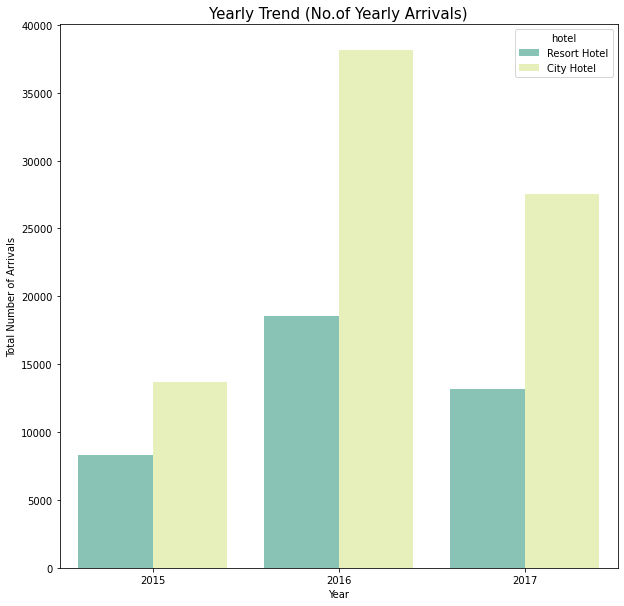 Yearly Trend (No.of Yearly Arrivals)
hotel
Resort Hotel
City Hotel
Total Number of Arrivals
40000
35000
30000
25000
20000
15000
10000
5000
0
2015
2016
2017
Year